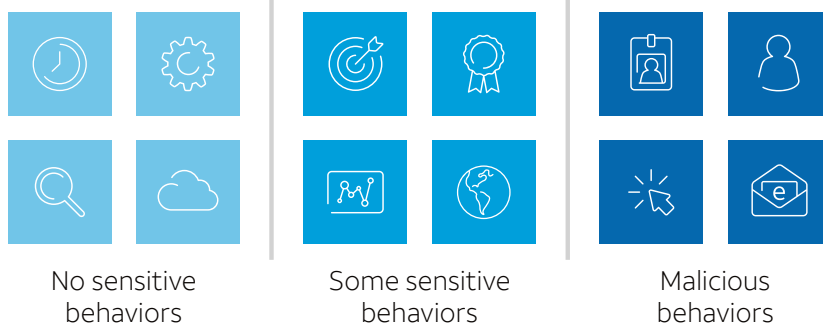 e
No sensitive
behaviors
Some sensitive
behaviors
Malicious
behaviors